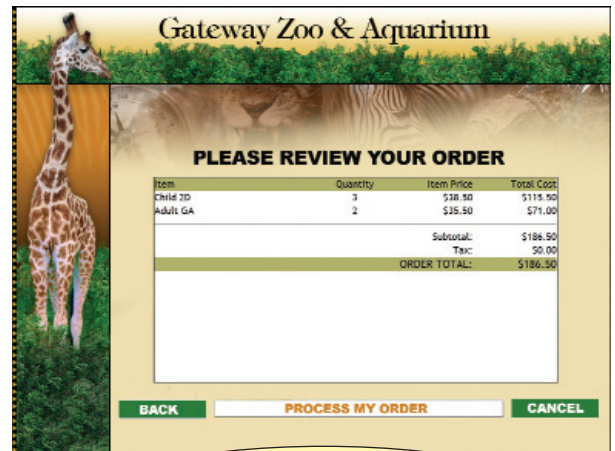 Gateway Zoo & Aquarium
PLEASE REVIEW YOUR ORDER
Item Quantity Item Price Total Cost
Child 2D 3 $38.50 $115.50
Adult GA 2 $35.50 $71.00
Subtotal: $186.50
Tax: $0.00
ORDER TOTAL: $186.50
BACK PROCESS MY ORDER CANCEL